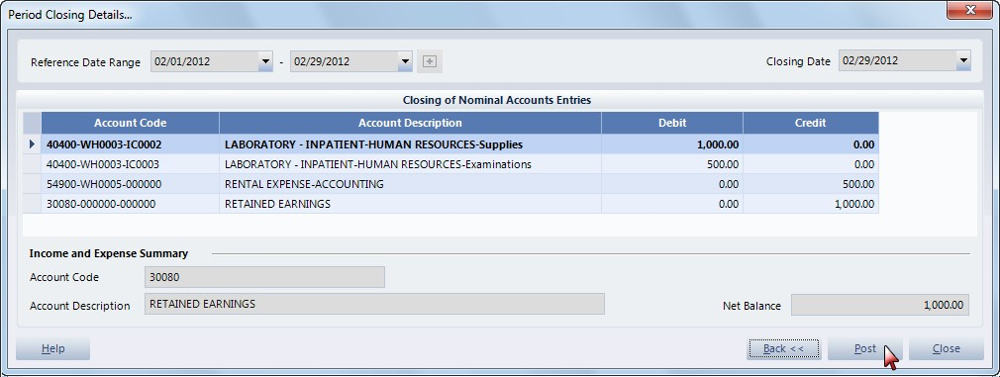 Period Closing Details...
Reference Date Range 02/01/2012 - 02/29/2012 Closing Date 02/29/2012
Closing of Nominal Accounts Entries
Account Code Account Description Debit Credit
40400-WH0003-IC0002 LABORATORY - INPATIENT-HUMAN RESOURCES-Supplies 1,000.00 0.00
40400-WH0003-IC0003 LABORATORY - INPATIENT-HUMAN RESOURCES-Examinations 500.00 0.00
54900-WH0005-000000 RENTAL EXPENSE-ACCOUNTING 0.00 500.00
30080-000000-000000 RETAINED EARNINGS 0.00 1,000.00
Income and Expense Summary
Account Code 30080
Account Description RETAINED EARNINGS Net Balance 1,000.00
Help Back << Post Close